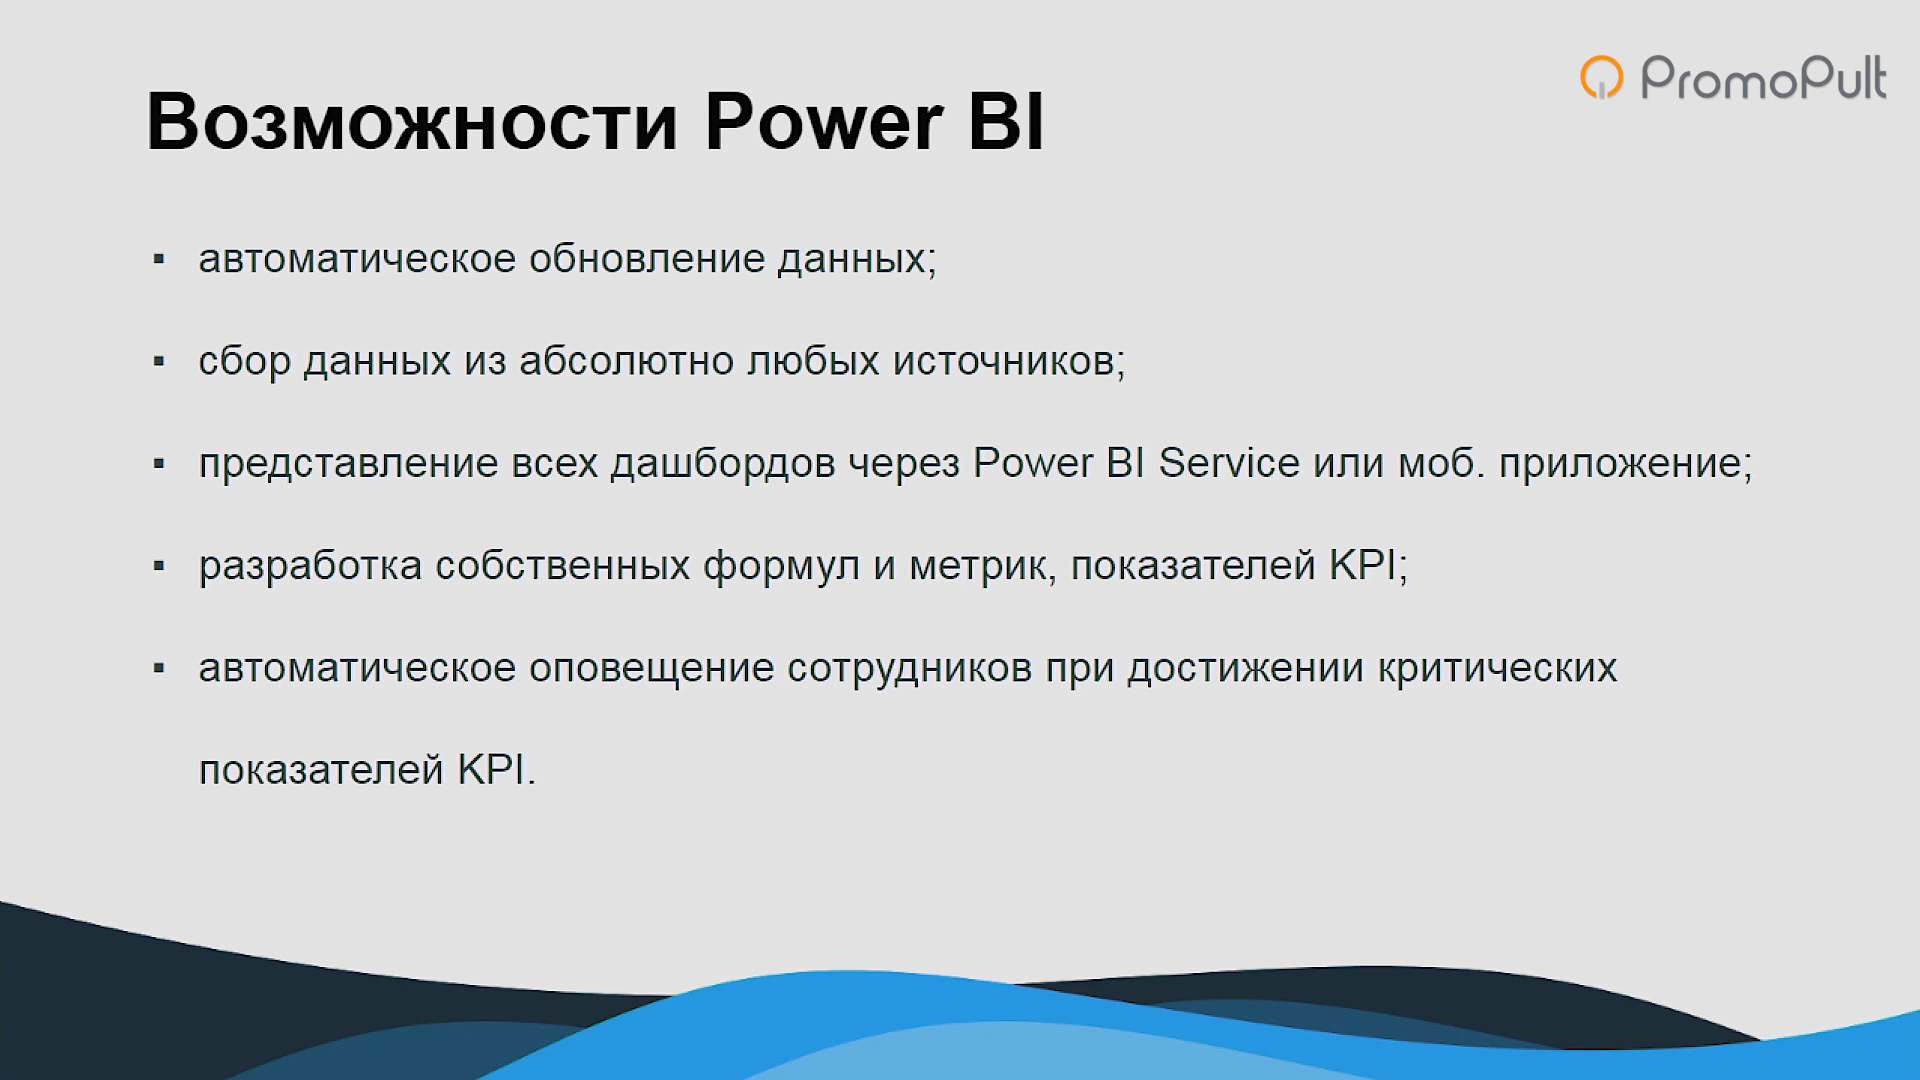 PromoPult
Возможности Power BI
▪ автоматическое обновление данных;
▪ сбор данных из абсолютно любых источников;
▪ представление всех дашбордов через Power BI Service или моб. приложение;
▪ разработка собственных формул и метрик, показателей KPI;
▪ автоматическое оповещение сотрудников при достижении критических
показателей KPI.